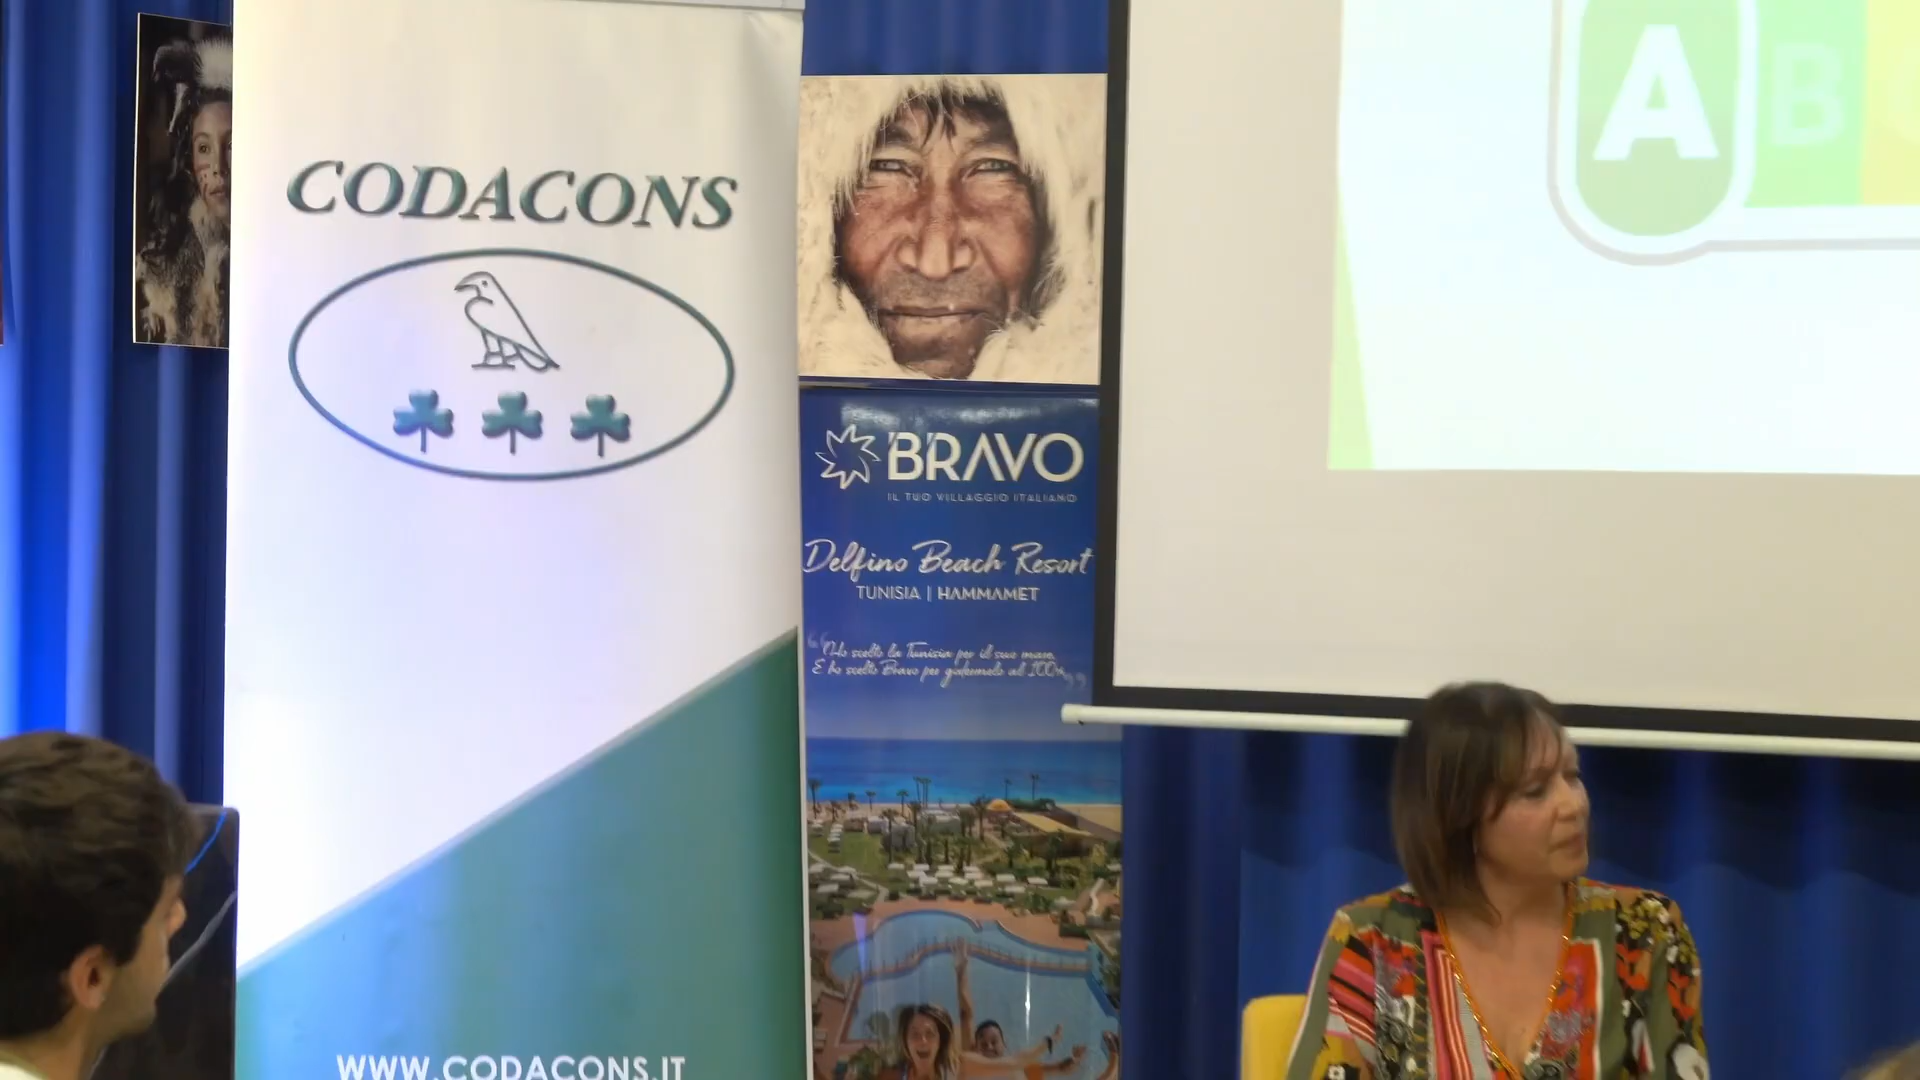 CODACONS
WWW.CODACONS.IT
BRAVO
IL TUO VILLAGGIO ITALIANO
Delfino Beach Resort
TUNISIA | HAMMAMET
“Ho scelto la Tunisia per il suo mare.
E ho scelto Bravo per godermelo al 100%”
A B